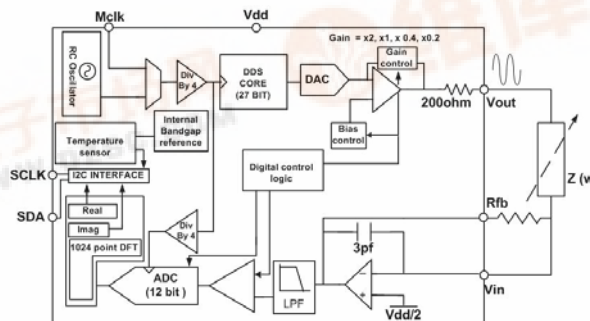 Mclk
Vdd
Gain = x2, x1, x 0.4, x0.2
Gain
control
RC Oscillator
Div
By 4
DDS
CORE
(27 BIT)
DAC
200ohm
Vout
Bias
control
Internal
Bandgap
reference
Temperature
sensor
Digital control
logic
SCLK
I2C INTERFACE
Z (w
SDA
Real
Imag
Div
By 4
Rfb
1024 point DFT
3pf
ADC
(12 bit )
LPF
Vin
Vdd/2